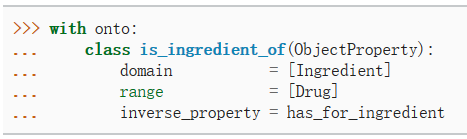 >>> with onto:
...     class is_ingredient_of(ObjectProperty):
...         domain           = [Ingredient]
...         range            = [Drug]
...         inverse_property = has_for_ingredient